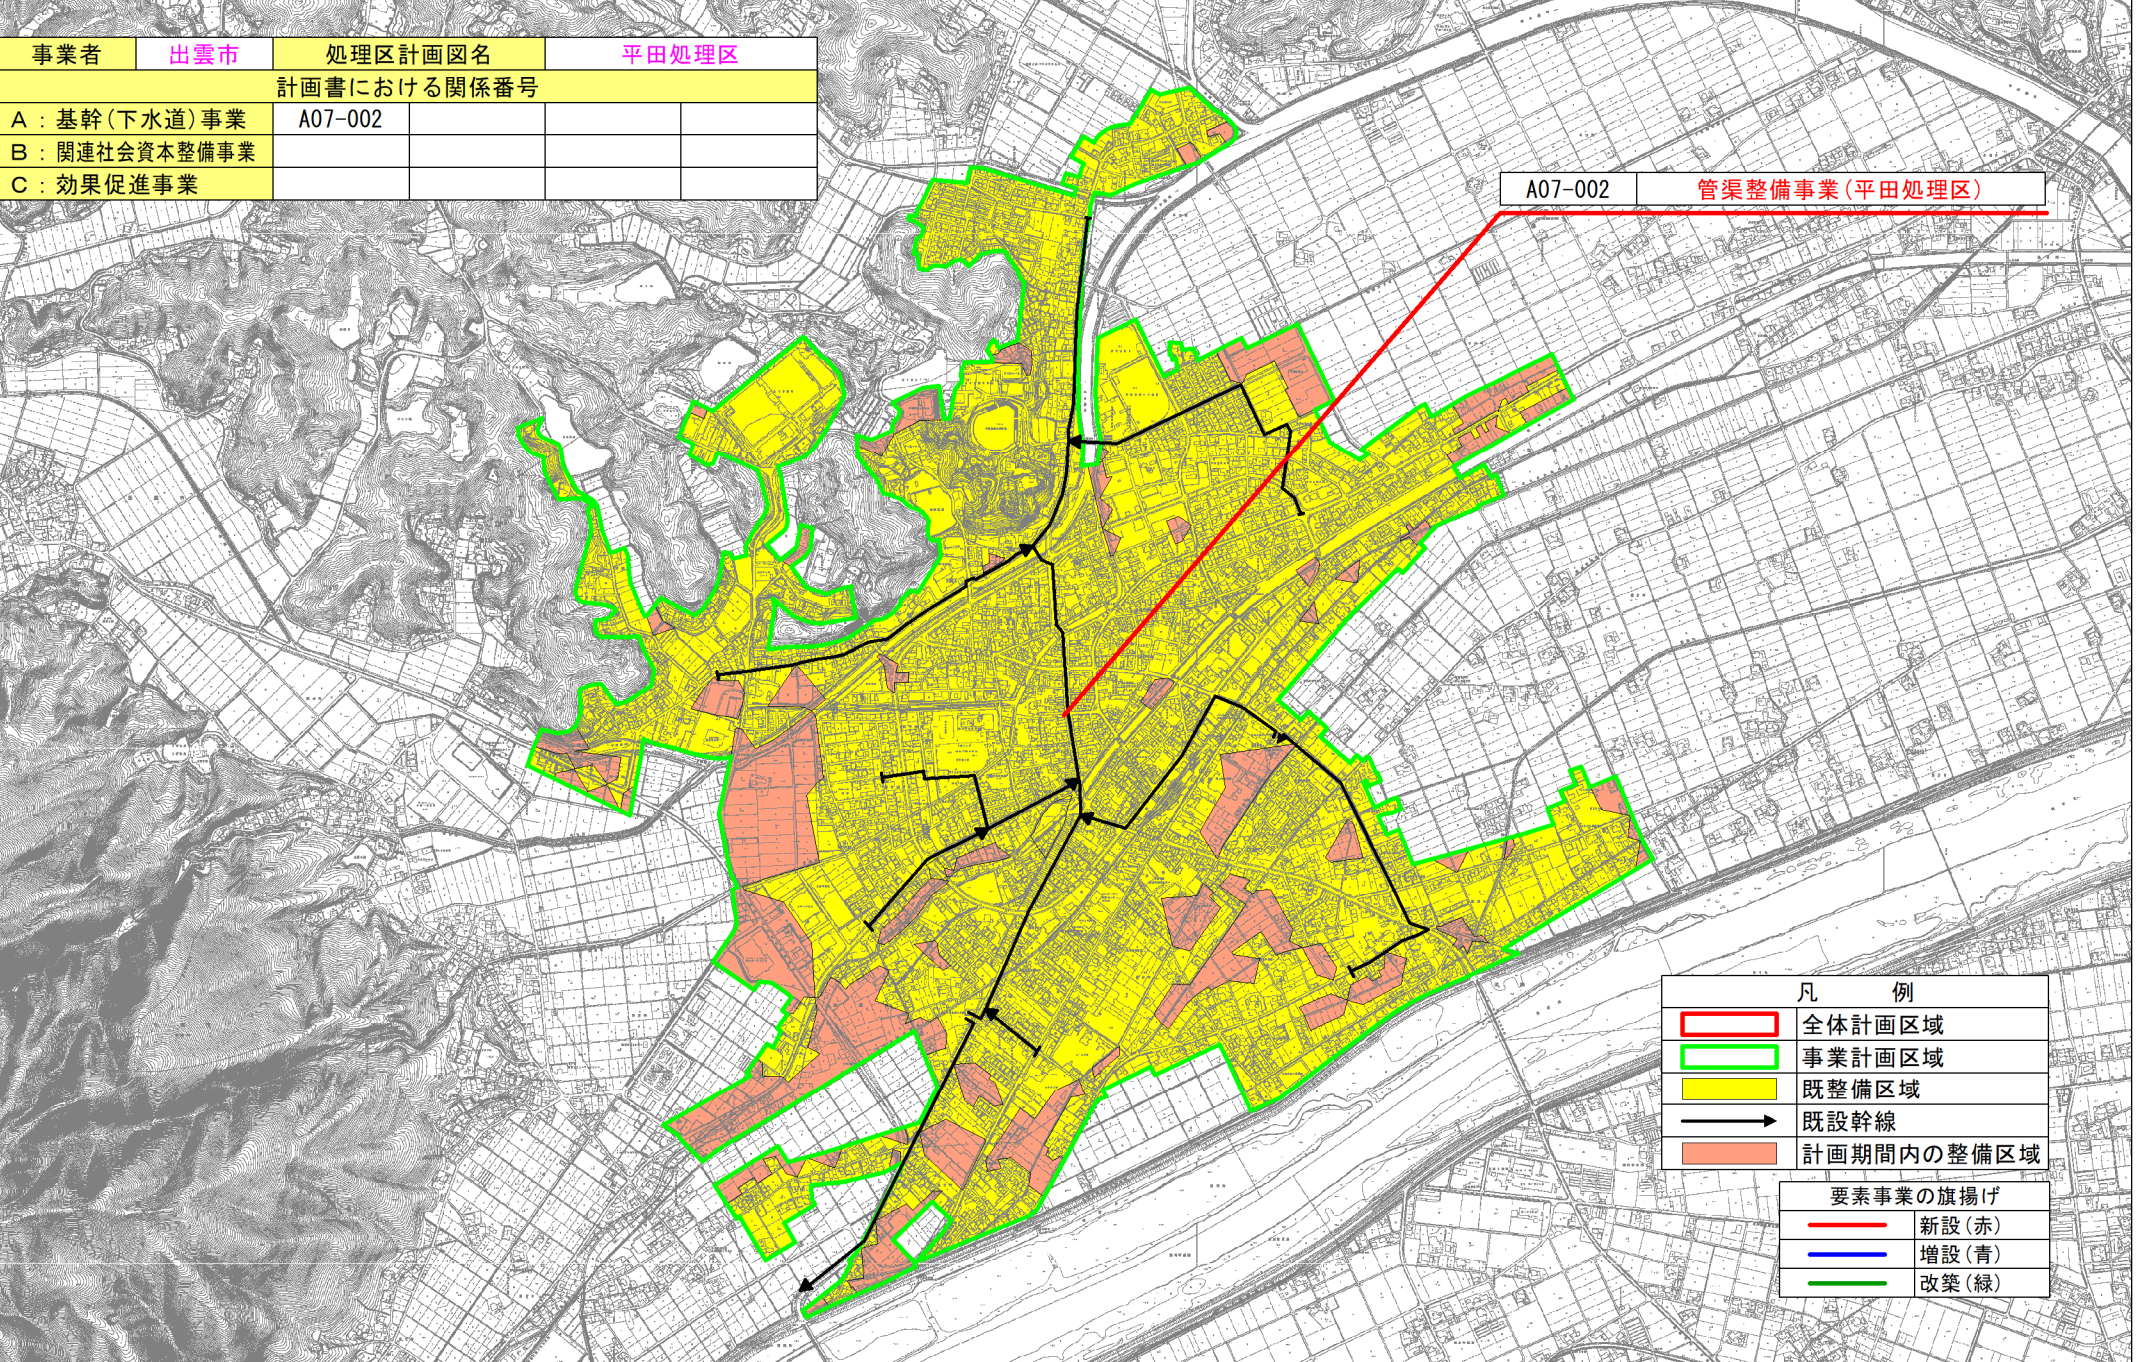 事業者 出雲市 処理区計画図名 平田処理区
計画書における関係番号
A : 基幹(下水道)事業 A07-002
B : 関連社会資本整備事業
C : 効果促進事業
A07-002 管渠整備事業(平田処理区)
凡 例
全体計画区域
事業計画区域
既整備区域
既設幹線
計画期間内の整備区域
要素事業の旗揚げ
新設(赤)
増設(青)
改築(緑)